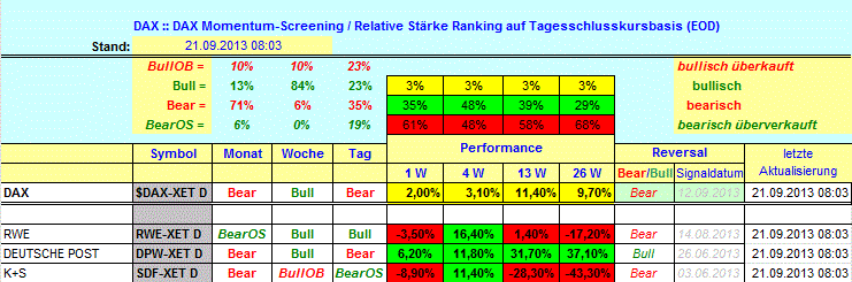 DAX :: DAX Momentum-Screening / Relative Stärke Ranking auf Tagesschlusskursbasis (EOD)
Stand: 21.09.2013 08:03
BullOB = 10% 10% 23% bullisch überkauft
Bull = 13% 84% 23% 3% 3% 3% 3% bullisch
Bear = 71% 6% 35% 35% 48% 39% 29% bearisch
BearOS = 6% 0% 19% 61% 48% 58% 68% bearisch überverkauft
Symbol Monat Woche Tag Performance Reversal letzte
1 W 4 W 13 W 26 W Bear/Bull Signaldatum Aktualisierung
DAX $DAX-XET D Bear Bull Bear 2,00% 3,10% 11,40% 9,70% Bear 12.09.2013 21.09.2013 08:03
RWE RWE-XET D BearOS Bull Bull -3,50% 16,40% 1,40% -17,20% Bear 14.08.2013 21.09.2013 08:03
DEUTSCHE POST DPW-XET D Bear Bull Bear 6,20% 11,80% 31,70% 37,10% Bull 26.06.2013 21.09.2013 08:03
K+S SDF-XET D Bear BullOB BearOS -8,90% 11,40% -28,30% -43,30% Bear 03.06.2013 21.09.2013 08:03